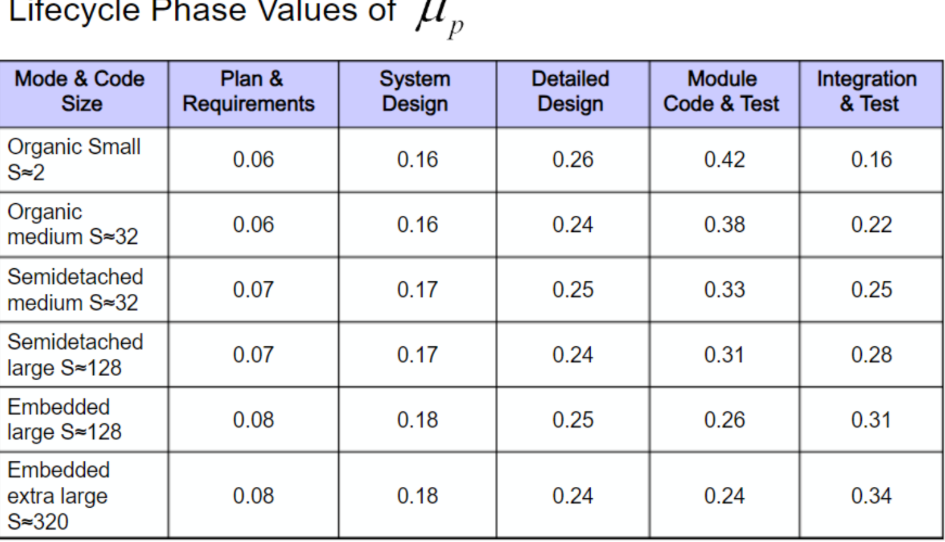 Lifecycle Phase Values of μp
Mode & Code Size Plan & Requirements System Design Detailed Design Module Code & Test Integration & Test
Organic Small S≈2 0.06 0.16 0.26 0.42 0.16
Organic medium S≈32 0.06 0.16 0.24 0.38 0.22
Semidetached medium S≈32 0.07 0.17 0.25 0.33 0.25
Semidetached large S≈128 0.07 0.17 0.24 0.31 0.28
Embedded large S≈128 0.08 0.18 0.25 0.26 0.31
Embedded extra large S≈320 0.08 0.18 0.24 0.24 0.34